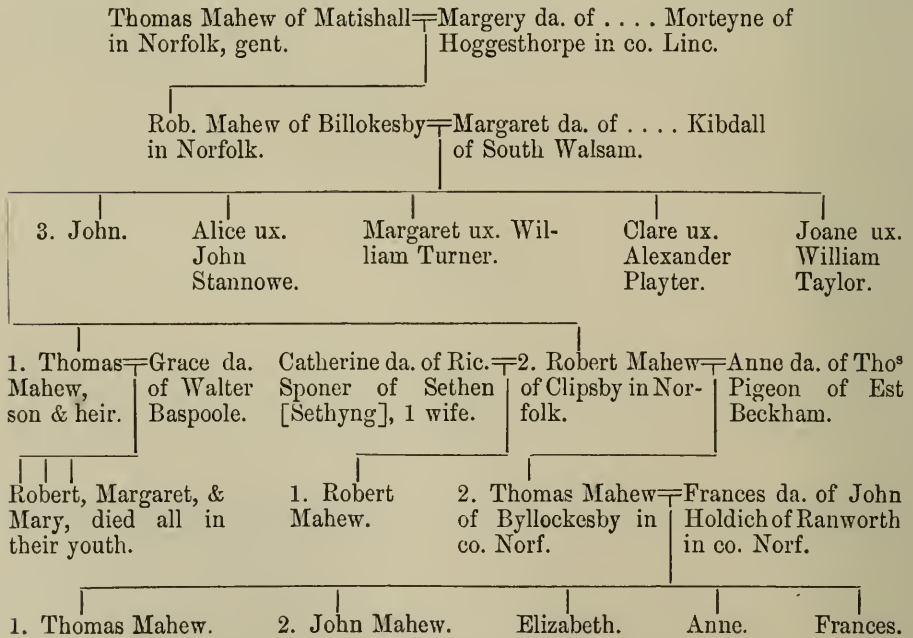 Thomas Mahew of Matishall
in Norfolk, gent.
Margery da. of . . . . Morteyne of
Hoggesthorpe in co. Linc.
Rob. Mahew of Billokesby
in Norfolk.
Margaret da. of . . . . Kibdall
of South Walsam.
3. John.
Alice ux.
John
Stannowe.
Margaret ux. Wil-
liam Turner.
Clare ux.
Alexander
Playter.
Joane ux.
William
Taylor.
1. Thomas
Mahew,
son & heir.
Grace da.
of Walter
Baspoole.
Catherine da. of Ric.
Sponer of Sethen
[Sethyng], 1 wife.
2. Robert Mahew
of Clipsby in Nor-
folk.
Anne da. of Thoˢ
Pigeon of Est
Beckham.
Robert, Margaret, &
Mary, died all in
their youth.
1. Robert
Mahew.
2. Thomas Mahew
of Byllockesby in
co. Norf.
Frances da. of John
Holdich of Ranworth
in co. Norf.
1. Thomas Mahew.
2. John Mahew.
Elizabeth.
Anne.
Frances.